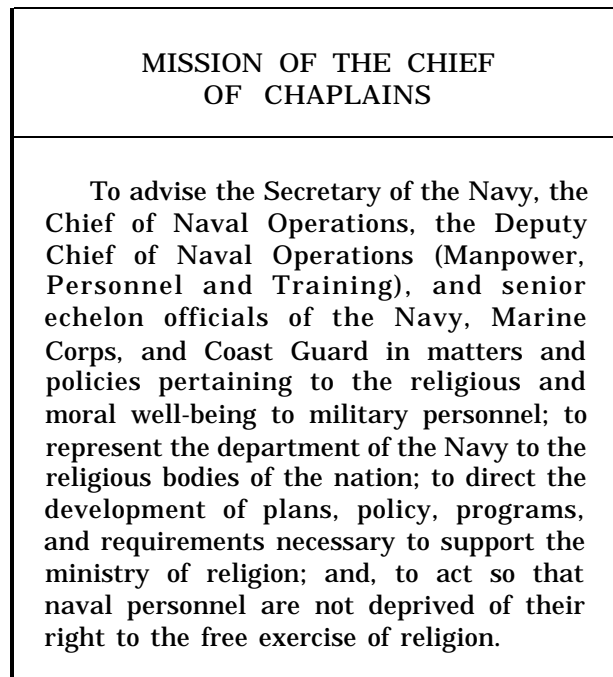 MISSION OF THE CHIEF
OF CHAPLAINS
To advise the Secretary of the Navy, the
Chief of Naval Operations, the Deputy
Chief of Naval Operations (Manpower,
Personnel and Training), and senior
echelon officials of the Navy, Marine
Corps, and Coast Guard in matters and
policies pertaining to the religious and
moral well-being to military personnel; to
represent the department of the Navy to the
religious bodies of the nation; to direct the
development of plans, policy, programs,
and requirements necessary to support the
ministry of religion; and, to act so that
naval personnel are not deprived of their
right to the free exercise of religion.